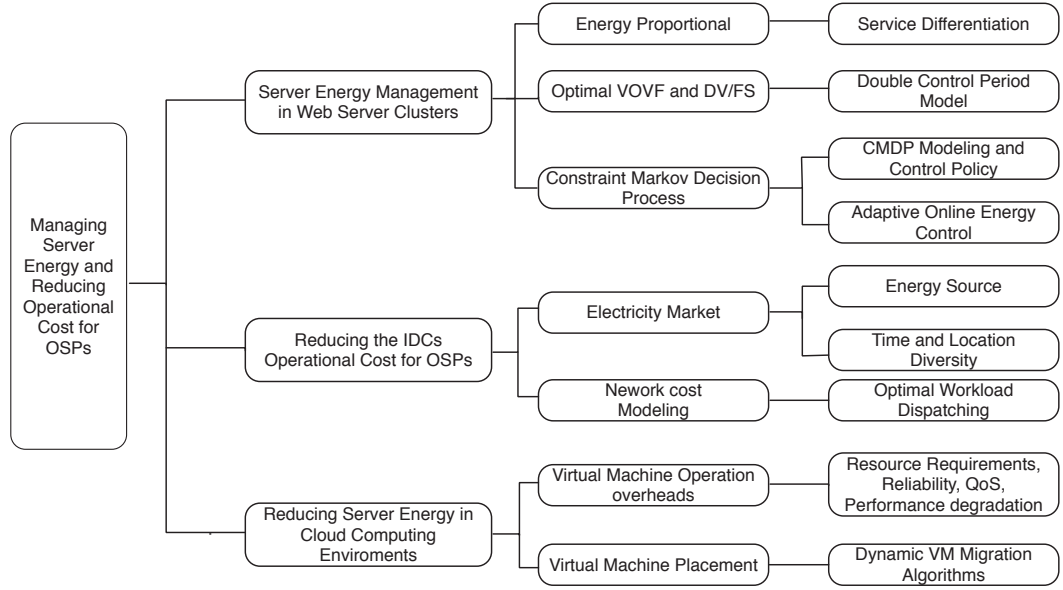 Managing
Server
Energy and
Reducing
Operational
Cost for
OSPs
Server Energy Management
in Web Server Clusters
Energy Proportional
Service Differentiation
Optimal VOVF and DV/FS
Double Control Period
Model
Constraint Markov Decision
Process
CMDP Modeling and
Control Policy
Adaptive Online Energy
Control
Reducing the IDCs
Operational Cost for OSPs
Electricity Market
Energy Source
Time and Location
Diversity
Nework cost
Modeling
Optimal Workload
Dispatching
Reducing Server Energy in
Cloud Computing
Enviroments
Virtual Machine Operation
overheads
Resource Requirements,
Reliability, QoS,
Performance degradation
Virtual Machine Placement
Dynamic VM Migration
Algorithms